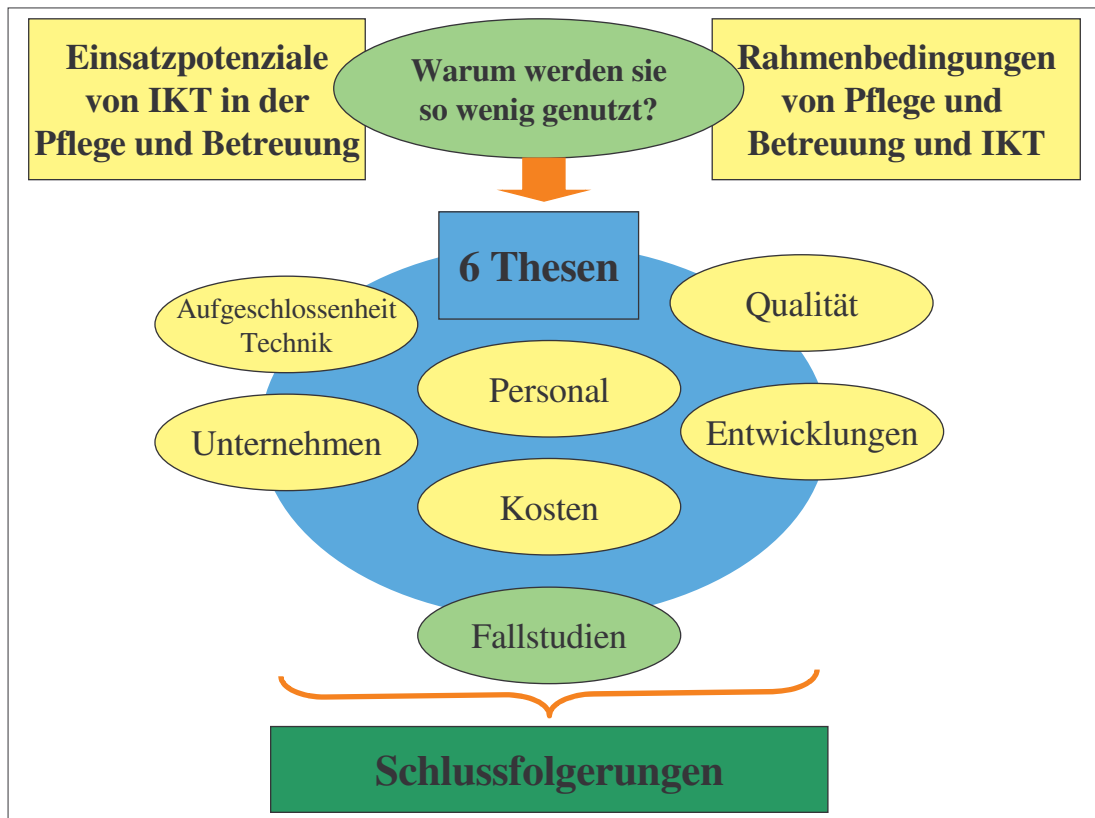 Einsatzpotenziale
von IKT in der
Pflege und Betreuung
Warum werden sie
so wenig genutzt?
Rahmenbedingungen
von Pflege und
Betreuung und IKT
6 Thesen
Aufgeschlossenheit
Technik
Qualität
Personal
Unternehmen
Entwicklungen
Kosten
Fallstudien
Schlussfolgerungen